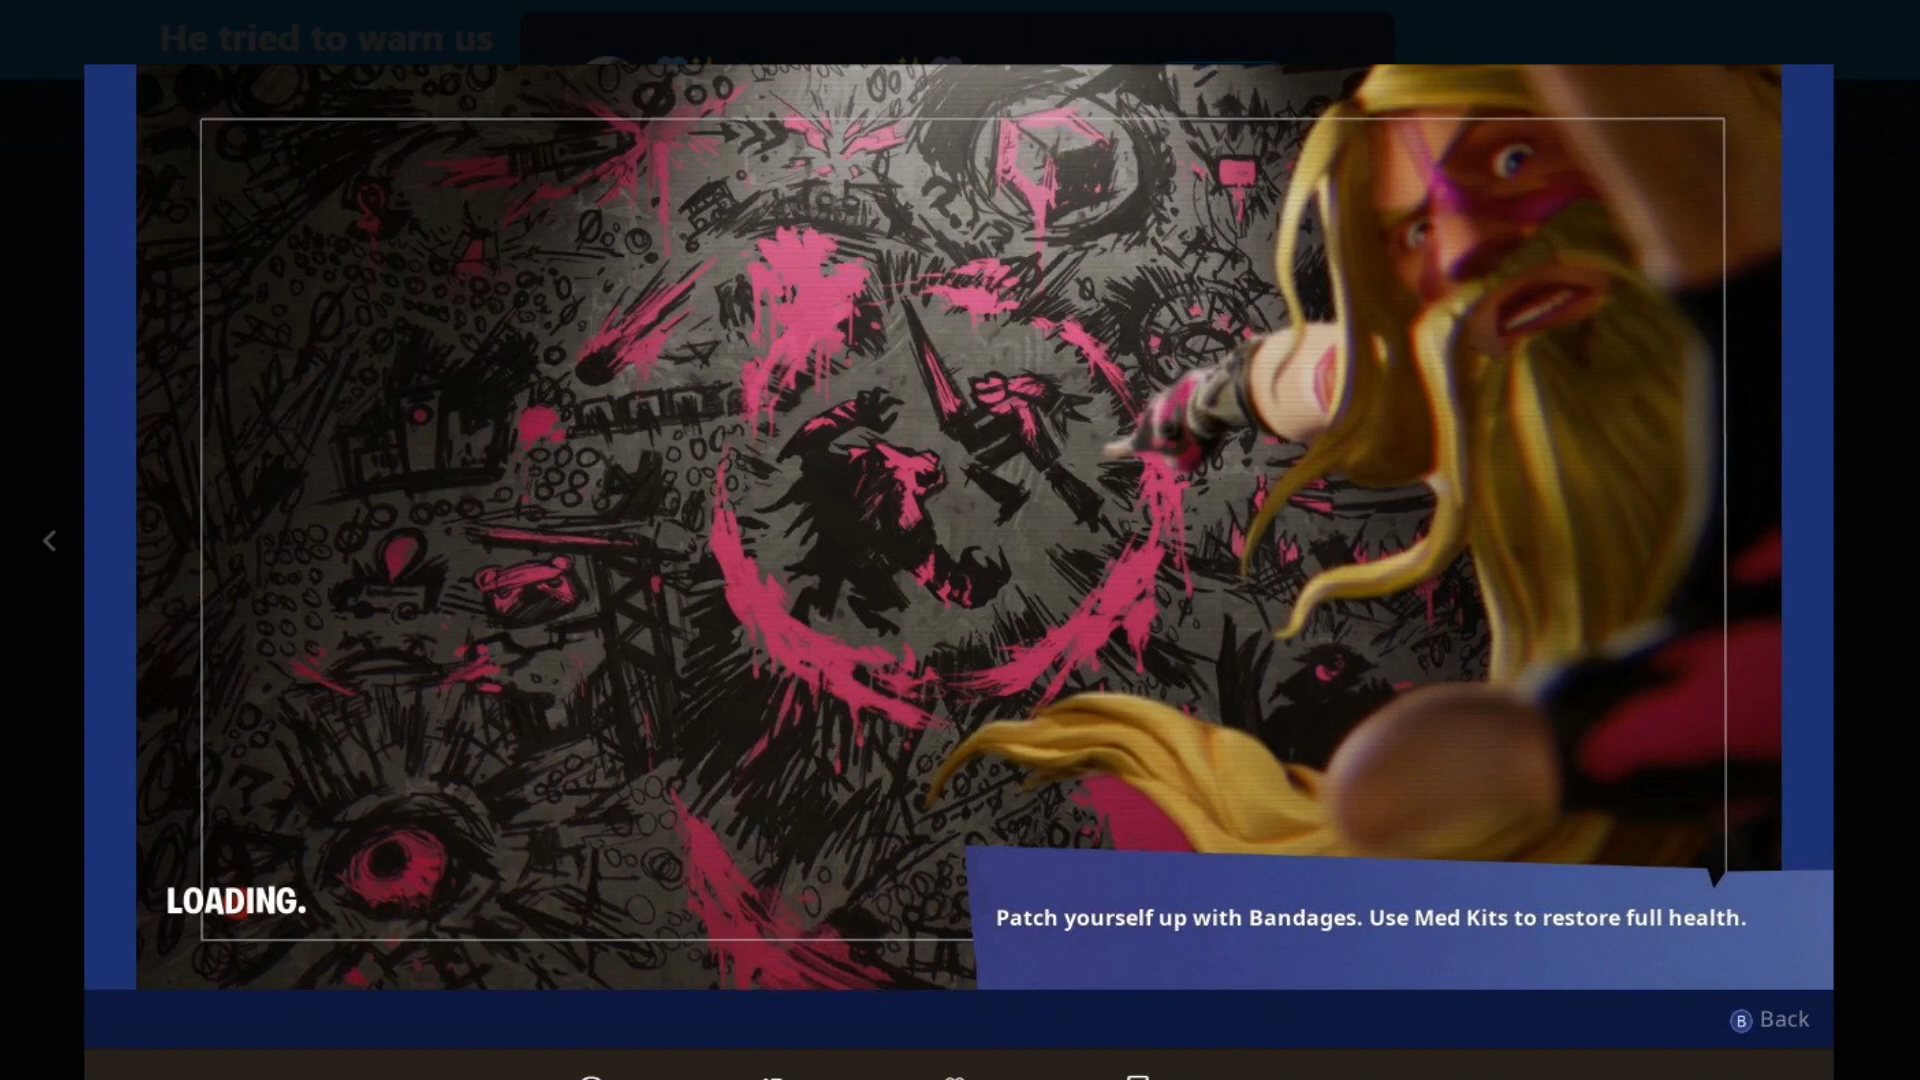 He tried to warn us
LOADING.
Patch yourself up with Bandages. Use Med Kits to restore full health.
B Back